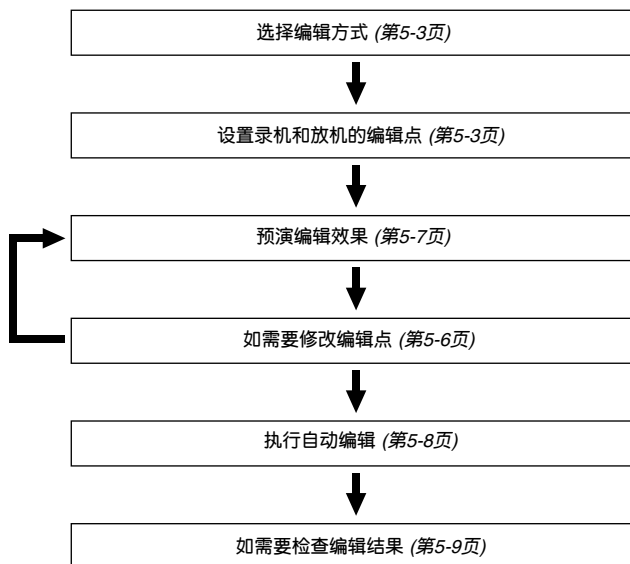 选择编辑方式 (第5-3页)
设置录机和放机的编辑点 (第5-3页)
预演编辑效果 (第5-7页)
如需要修改编辑点 (第5-6页)
执行自动编辑 (第5-8页)
如需要检查编辑结果 (第5-9页)